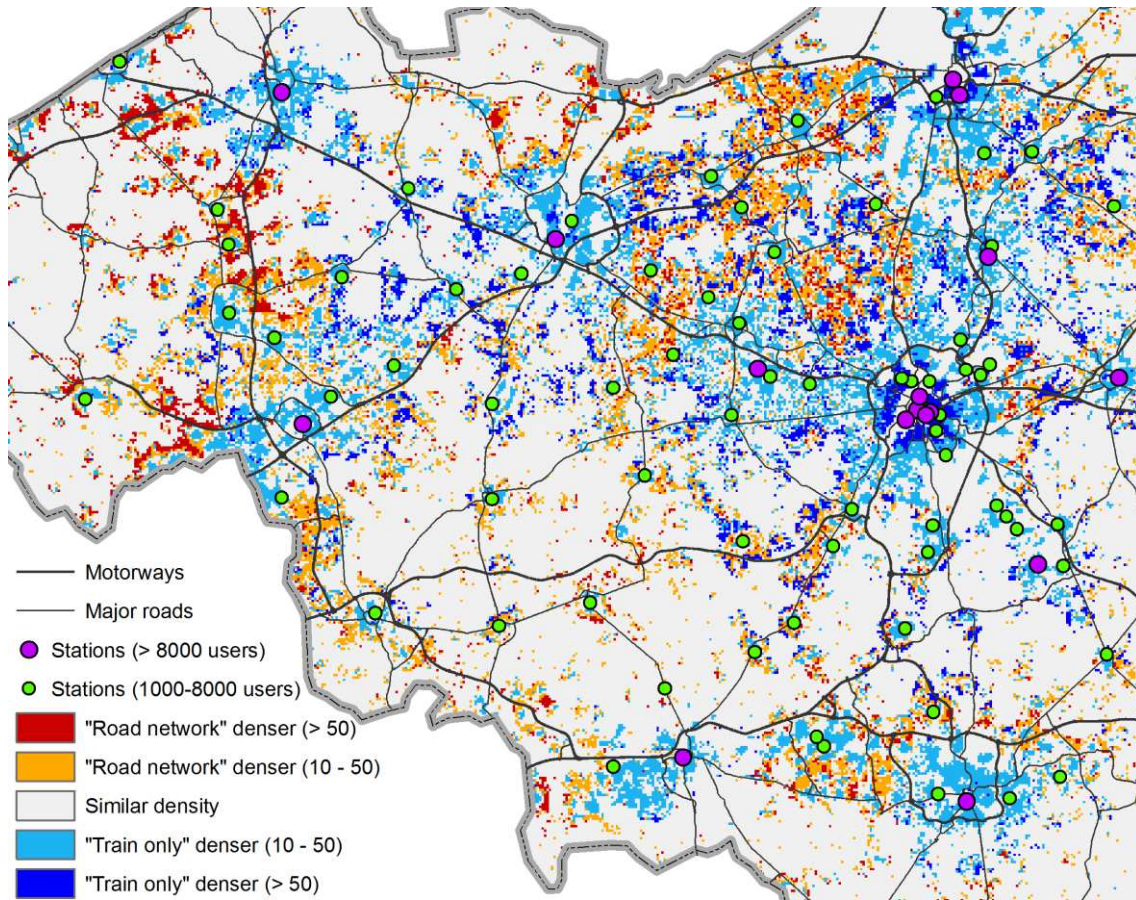 Motorways
Major roads
Stations (> 8000 users)
Stations (1000-8000 users)
"Road network" denser (> 50)
"Road network" denser (10 - 50)
Similar density
"Train only" denser (10 - 50)
"Train only" denser (> 50)